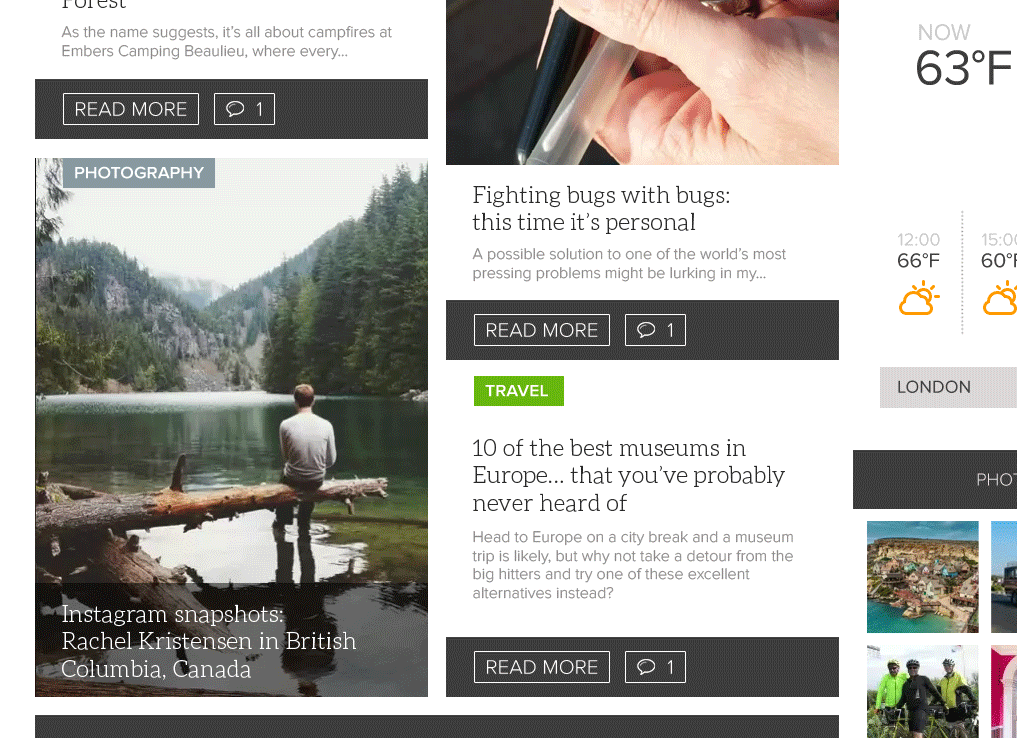 Forest
As the name suggests, it's all about campfires at
Embers Camping Beaulieu, where every...
READ MORE
1
PHOTOGRAPHY
Instagram snapshots:
Rachel Kristensen in British
Columbia, Canada
Fighting bugs with bugs:
this time it's personal
A possible solution to one of the world's most
pressing problems might be lurking in my...
READ MORE
1
TRAVEL
10 of the best museums in
Europe... that you've probably
never heard of
Head to Europe on a city break and a museum
trip is likely, but why not take a detour from the
big hitters and try one of these excellent
alternatives instead?
READ MORE
1
NOW
63°F
12:00
66°F
15:00
60°F
LONDON
PHOT